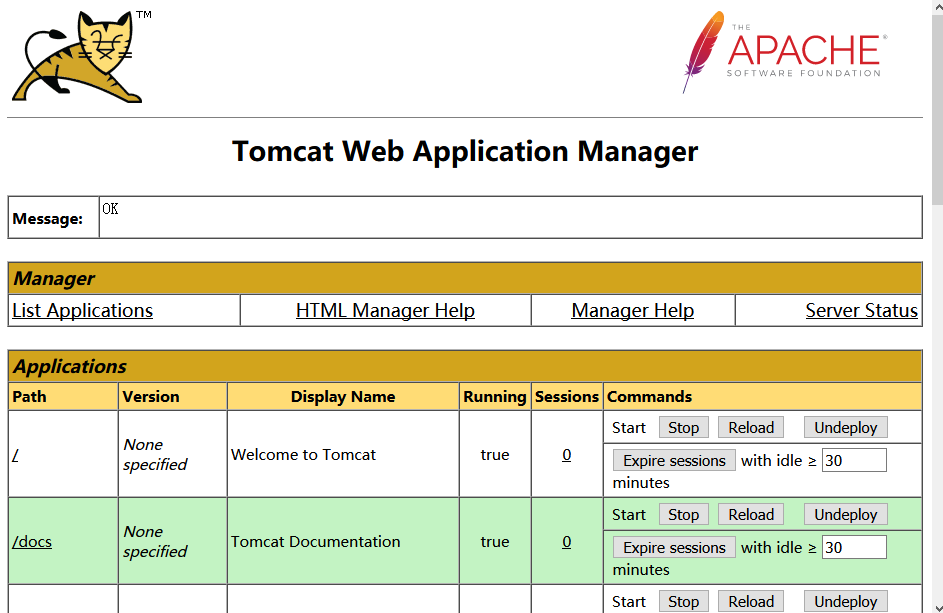 TM
THE
APACHE®
SOFTWARE FOUNDATION
Tomcat Web Application Manager
Message: OK
Manager
List Applications HTML Manager Help Manager Help Server Status
Applications
Path Version Display Name Running Sessions Commands
/ None specified Welcome to Tomcat true 0 Start Stop Reload Undeploy
Expire sessions with idle ≥ 30
minutes
/docs None specified Tomcat Documentation true 0 Start Stop Reload Undeploy
Expire sessions with idle ≥ 30
minutes
Start Stop Reload Undeploy